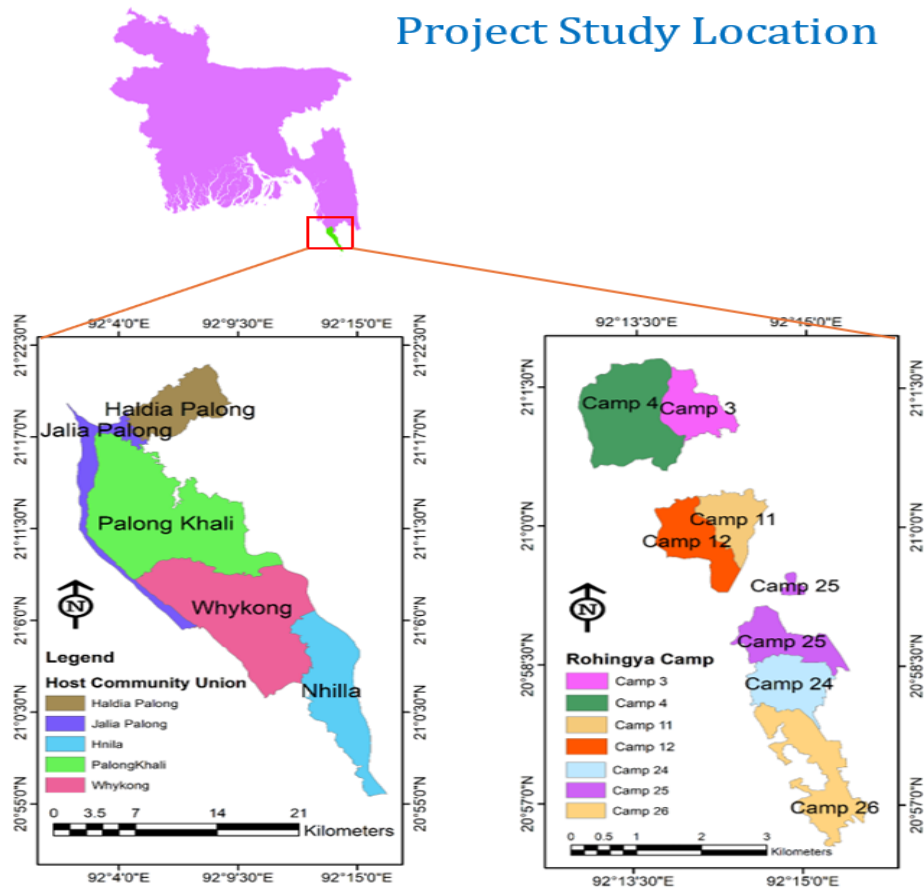 Project Study Location
92°4'0"E 92°9'30"E 92°15'0"E
21°22'30"N
21°17'0"N
21°11'30"N
21°6'0"N
21°0'30"N
20°55'0"N
Haldia Palong
Jalia Palong
Palong Khali
Whykong
Nhilla
N
Legend
Host Community Union
Haldia Palong
Jalia Palong
Hnila
PalongKhali
Whykong
0 3.5 7 14 21
Kilometers
21°22'30"N
21°17'0"N
21°11'30"N
21°6'0"N
21°0'30"N
20°55'0"N
92°4'0"E 92°9'30"E 92°15'0"E
92°13'30"E 92°15'0"E
21°1'30"N
21°0'0"N
20°58'30"N
20°57'0"N
Camp 4
Camp 3
Camp 11
Camp 12
Camp 25
Camp 25
Camp 24
Camp 26
N
Rohingya Camp
Camp 3
Camp 4
Camp 11
Camp 12
Camp 24
Camp 25
Camp 26
0 0.5 1 2 3
Kilometers
21°1'30"N
21°0'0"N
20°58'30"N
20°57'0"N
92°13'30"E 92°15'0"E